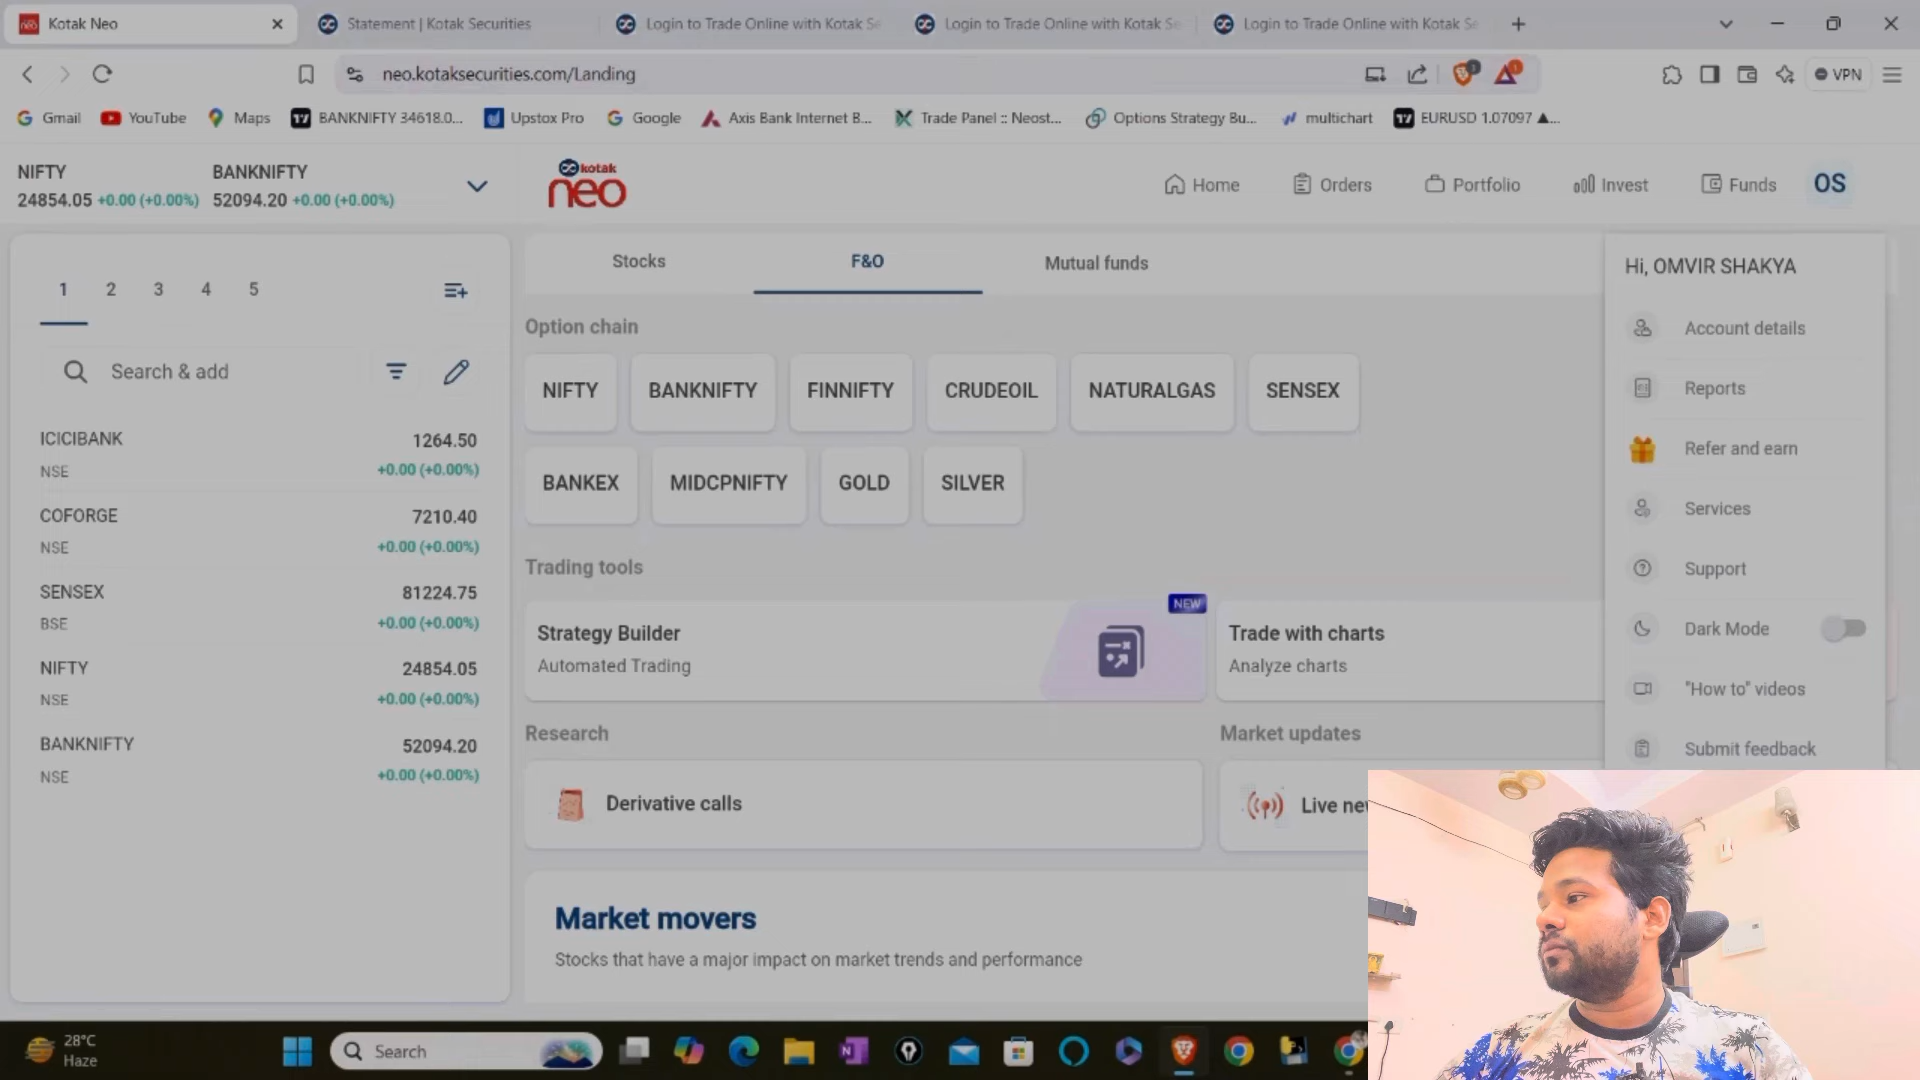 Kotak Neo
Statement | Kotak Securities
Login to Trade Online with Kotak Se
Login to Trade Online with Kotak Se
Login to Trade Online with Kotak Se
neo.kotaksecurities.com/Landing
VPN
Gmail
YouTube
Maps
BANKNIFTY 34618.0...
Upstox Pro
Google
Axis Bank Internet B...
Trade Panel :: Neost...
Options Strategy Bu...
multichart
EURUSD 1.07097 ▲...
NIFTY
24854.05 +0.00 (+0.00%)
BANKNIFTY
52094.20 +0.00 (+0.00%)
kotak
neo
Home
Orders
Portfolio
Invest
Funds
OS
1 2 3 4 5
Search & add
ICICIBANK 1264.50
NSE +0.00 (+0.00%)
COFORGE 7210.40
NSE +0.00 (+0.00%)
SENSEX 81224.75
BSE +0.00 (+0.00%)
NIFTY 24854.05
NSE +0.00 (+0.00%)
BANKNIFTY 52094.20
NSE +0.00 (+0.00%)
Stocks
F&O
Mutual funds
Option chain
NIFTY
BANKNIFTY
FINNIFTY
CRUDEOIL
NATURALGAS
SENSEX
BANKEX
MIDCPNIFTY
GOLD
SILVER
Trading tools
Strategy Builder
Automated Trading
NEW
Trade with charts
Analyze charts
Research
Derivative calls
Market updates
Live ne
Market movers
Stocks that have a major impact on market trends and performance
Hi, OMVIR SHAKYA
Account details
Reports
Refer and earn
Services
Support
Dark Mode
"How to" videos
Submit feedback
28°C
Haze
Search